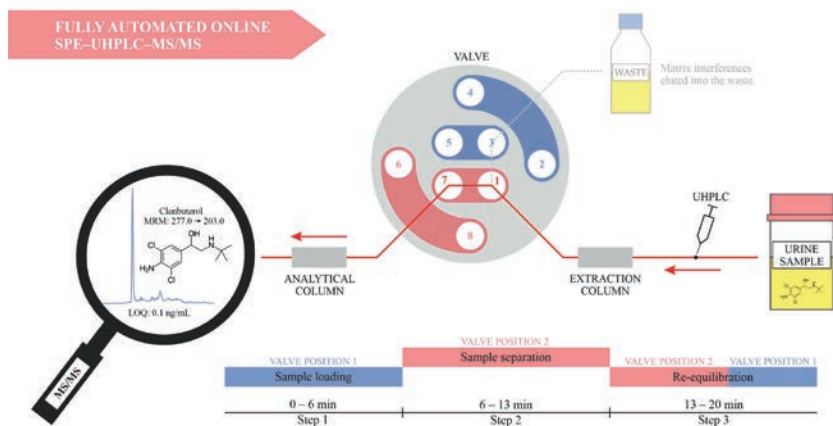 FULLY AUTOMATED ONLINE
SPE–UHPLC–MS/MS
VALVE
WASTE
Matrix interferences
eluted into the waste.
4
5
3
2
6
7
1
8
Clenbuterol
MRM: 277.0 → 203.0
OH
H
N
Cl
H₂N
Cl
LOQ: 0.1 ng/mL
MS/MS
ANALYTICAL
COLUMN
EXTRACTION
COLUMN
UHPLC
URINE
SAMPLE
VALVE POSITION 1
Sample loading
VALVE POSITION 2
Sample separation
VALVE POSITION 2
VALVE POSITION 1
Re-equilibration
0 – 6 min
6 – 13 min
13 – 20 min
Step 1
Step 2
Step 3